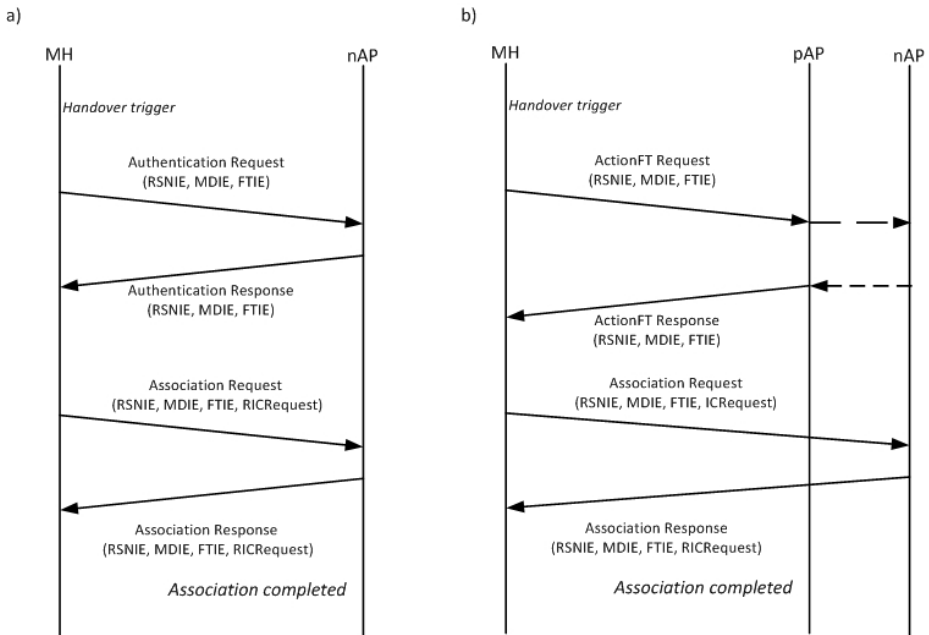 a)
MH
nAP
Handover trigger
Authentication Request
(RSNIE, MDIE, FTIE)
Authentication Response
(RSNIE, MDIE, FTIE)
Association Request
(RSNIE, MDIE, FTIE, RICRequest)
Association Response
(RSNIE, MDIE, FTIE, RICRequest)
Association completed
b)
MH
pAP
nAP
Handover trigger
ActionFT Request
(RSNIE, MDIE, FTIE)
ActionFT Response
(RSNIE, MDIE, FTIE)
Association Request
(RSNIE, MDIE, FTIE, ICRequest)
Association Response
(RSNIE, MDIE, FTIE, RICRequest)
Association completed